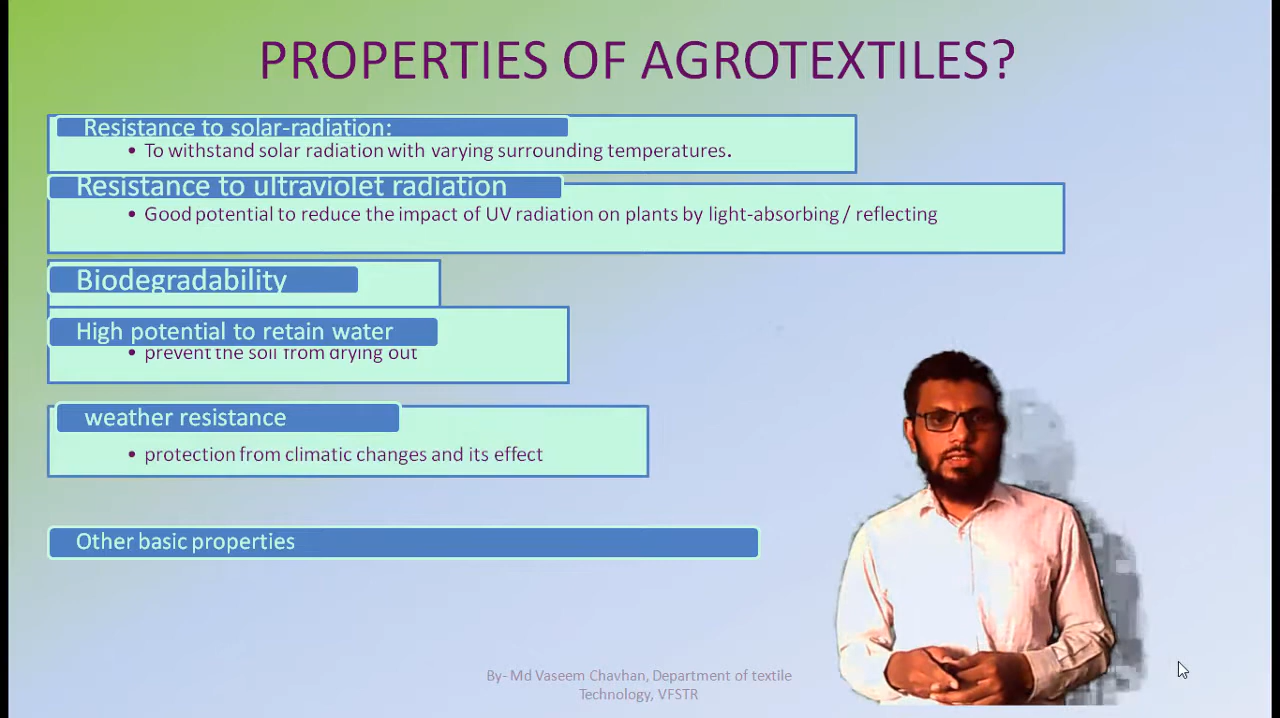 PROPERTIES OF AGROTEXTILES?
Resistance to solar-radiation:
• To withstand solar radiation with varying surrounding temperatures.
Resistance to ultraviolet radiation
• Good potential to reduce the impact of UV radiation on plants by light-absorbing / reflecting
Biodegradability
High potential to retain water
• prevent the soil from drying out
weather resistance
• protection from climatic changes and its effect
Other basic properties
By- Md Vaseem Chavhan, Department of textile
Technology, VFSTR